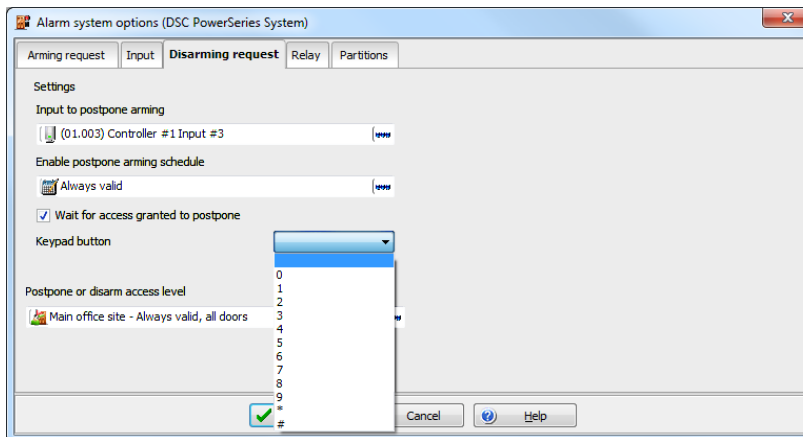 Alarm system options (DSC PowerSeries System)
Arming request Input Disarming request Relay Partitions
Settings
Input to postpone arming
(01.003) Controller #1 Input #3
Enable postpone arming schedule
Always valid
Wait for access granted to postpone
Keypad button
0
1
Postpone or disarm access level
2
Main office site - Always valid, all doors
3
4
5
6
7
8
9
*
#
Cancel Help